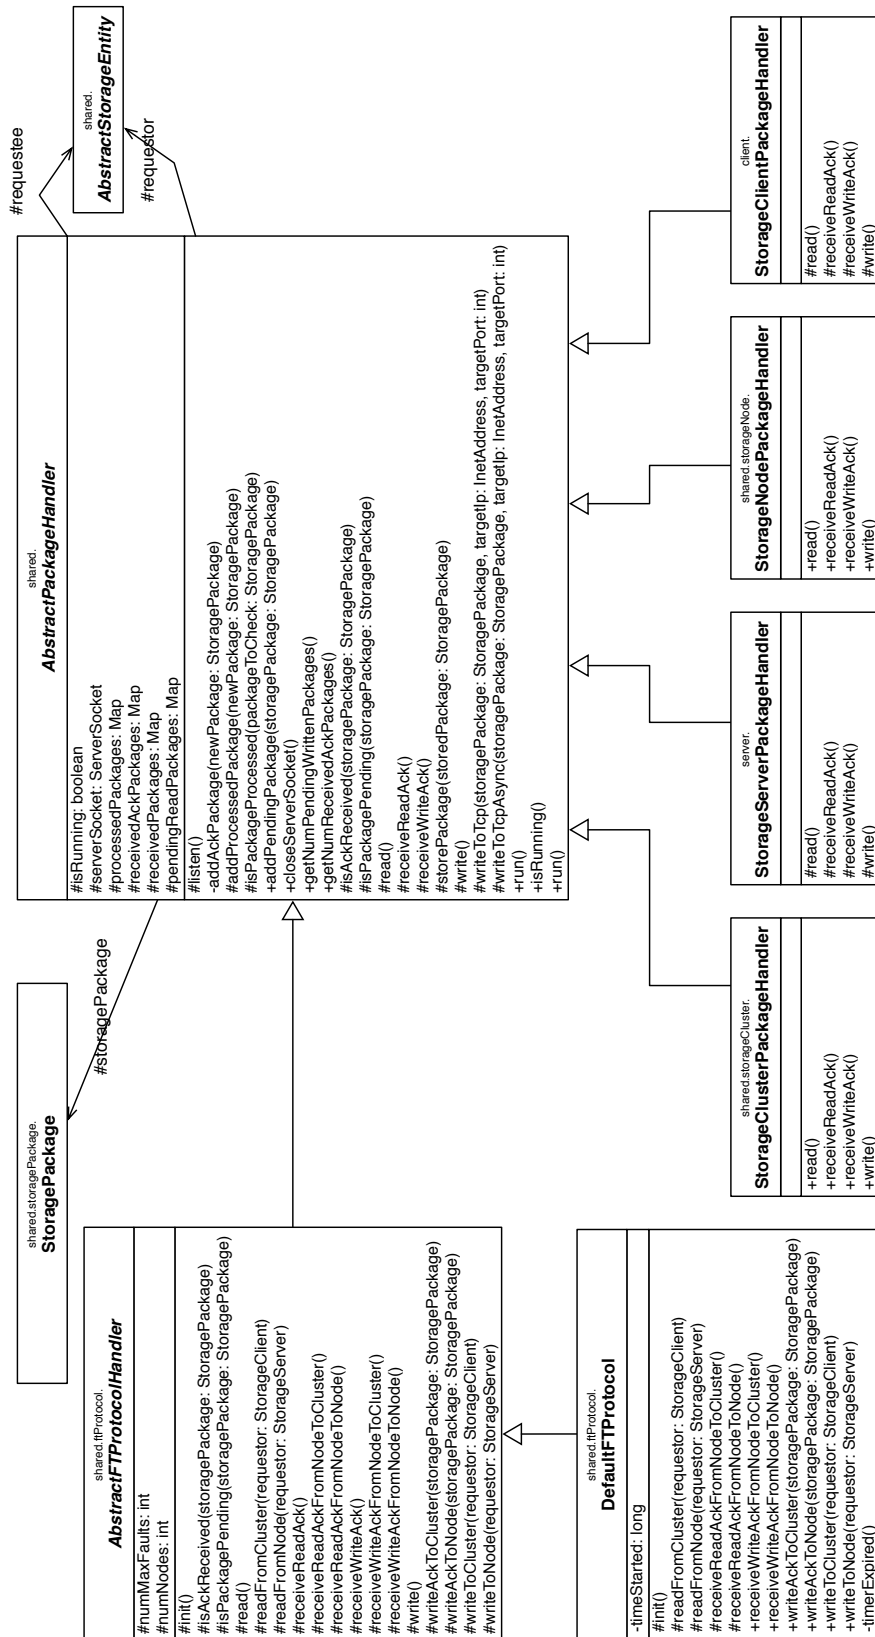 shared.
AbstractStorageEntity
#requestee
#requestor
shared.
AbstractPackageHandler
#isRunning: boolean
#serverSocket: ServerSocket
#processedPackages: Map
#receivedAckPackages: Map
#receivedPackages: Map
#pendingReadPackages: Map
#listen()
-addAckPackage(newPackage: StoragePackage)
#addProcessedPackage(newPackage: StoragePackage)
#isPackageProcessed(packageToCheck: StoragePackage)
+addPendingPackage(storagePackage: StoragePackage)
+closeServerSocket()
+getNumPendingWrittenPackages()
+getNumReceivedAckPackages()
#isAckReceived(storagePackage: StoragePackage)
#isPackagePending(storagePackage: StoragePackage)
#read()
#receiveReadAck()
#receiveWriteAck()
#storePackage(storedPackage: StoragePackage)
#write()
#writeToTcp(storagePackage: StoragePackage, targetIp: InetAddress, targetPort: int)
#writeToTcpAsync(storagePackage: StoragePackage, targetIp: InetAddress, targetPort: int)
+run()
+isRunning()
+run()
shared.storagePackage.
StoragePackage
#storagePackage
shared.ftProtocol.
AbstractFTProtocolHandler
#numMaxFaults: int
#numNodes: int
#init()
#isAckReceived(storagePackage: StoragePackage)
#isPackagePending(storagePackage: StoragePackage)
#read()
#readFromCluster(requestor: StorageClient)
#readFromNode(requestor: StorageServer)
#receiveReadAck()
#receiveReadAckFromNodeToCluster()
#receiveReadAckFromNodeToNode()
#receiveWriteAck()
#receiveWriteAckFromNodeToCluster()
#receiveWriteAckFromNodeToNode()
#write()
#writeAckToCluster(storagePackage: StoragePackage)
#writeAckToNode(storagePackage: StoragePackage)
#writeToCluster(requestor: StorageClient)
#writeToNode(requestor: StorageServer)
shared.ftProtocol.
DefaultFTProtocol
-timeStarted: long
#init()
#readFromCluster(requestor: StorageClient)
#readFromNode(requestor: StorageServer)
#receiveReadAckFromNodeToCluster()
#receiveReadAckFromNodeToNode()
+receiveWriteAckFromNodeToCluster()
+receiveWriteAckFromNodeToNode()
+writeAckToCluster(storagePackage: StoragePackage)
+writeAckToNode(storagePackage: StoragePackage)
+writeToCluster(requestor: StorageClient)
+writeToNode(requestor: StorageServer)
-timerExpired()
shared.storageCluster.
StorageClusterPackageHandler
+read()
+receiveReadAck()
+receiveWriteAck()
+write()
server.
StorageServerPackageHandler
#read()
#receiveReadAck()
#receiveWriteAck()
#write()
shared.storageNode.
StorageNodePackageHandler
+read()
+receiveReadAck()
+receiveWriteAck()
+write()
client.
StorageClientPackageHandler
#read()
#receiveReadAck()
#receiveWriteAck()
#write()